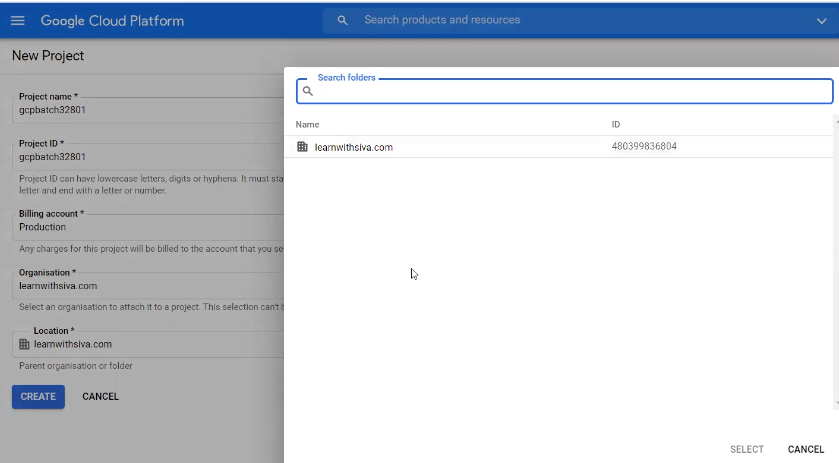 Google Cloud Platform
Search products and resources
New Project
Project name *
gcpbatch32801
Project ID *
gcpbatch32801
Project ID can have lowercase letters, digits or hyphens. It must sta
letter and end with a letter or number.
Billing account *
Production
Any charges for this project will be billed to the account that you se
Organisation *
learnwithsiva.com
Select an organisation to attach it to a project. This selection can't b
Location *
learnwithsiva.com
Parent organisation or folder
CREATE CANCEL
Search folders
Name ID
learnwithsiva.com 480399836804
SELECT CANCEL